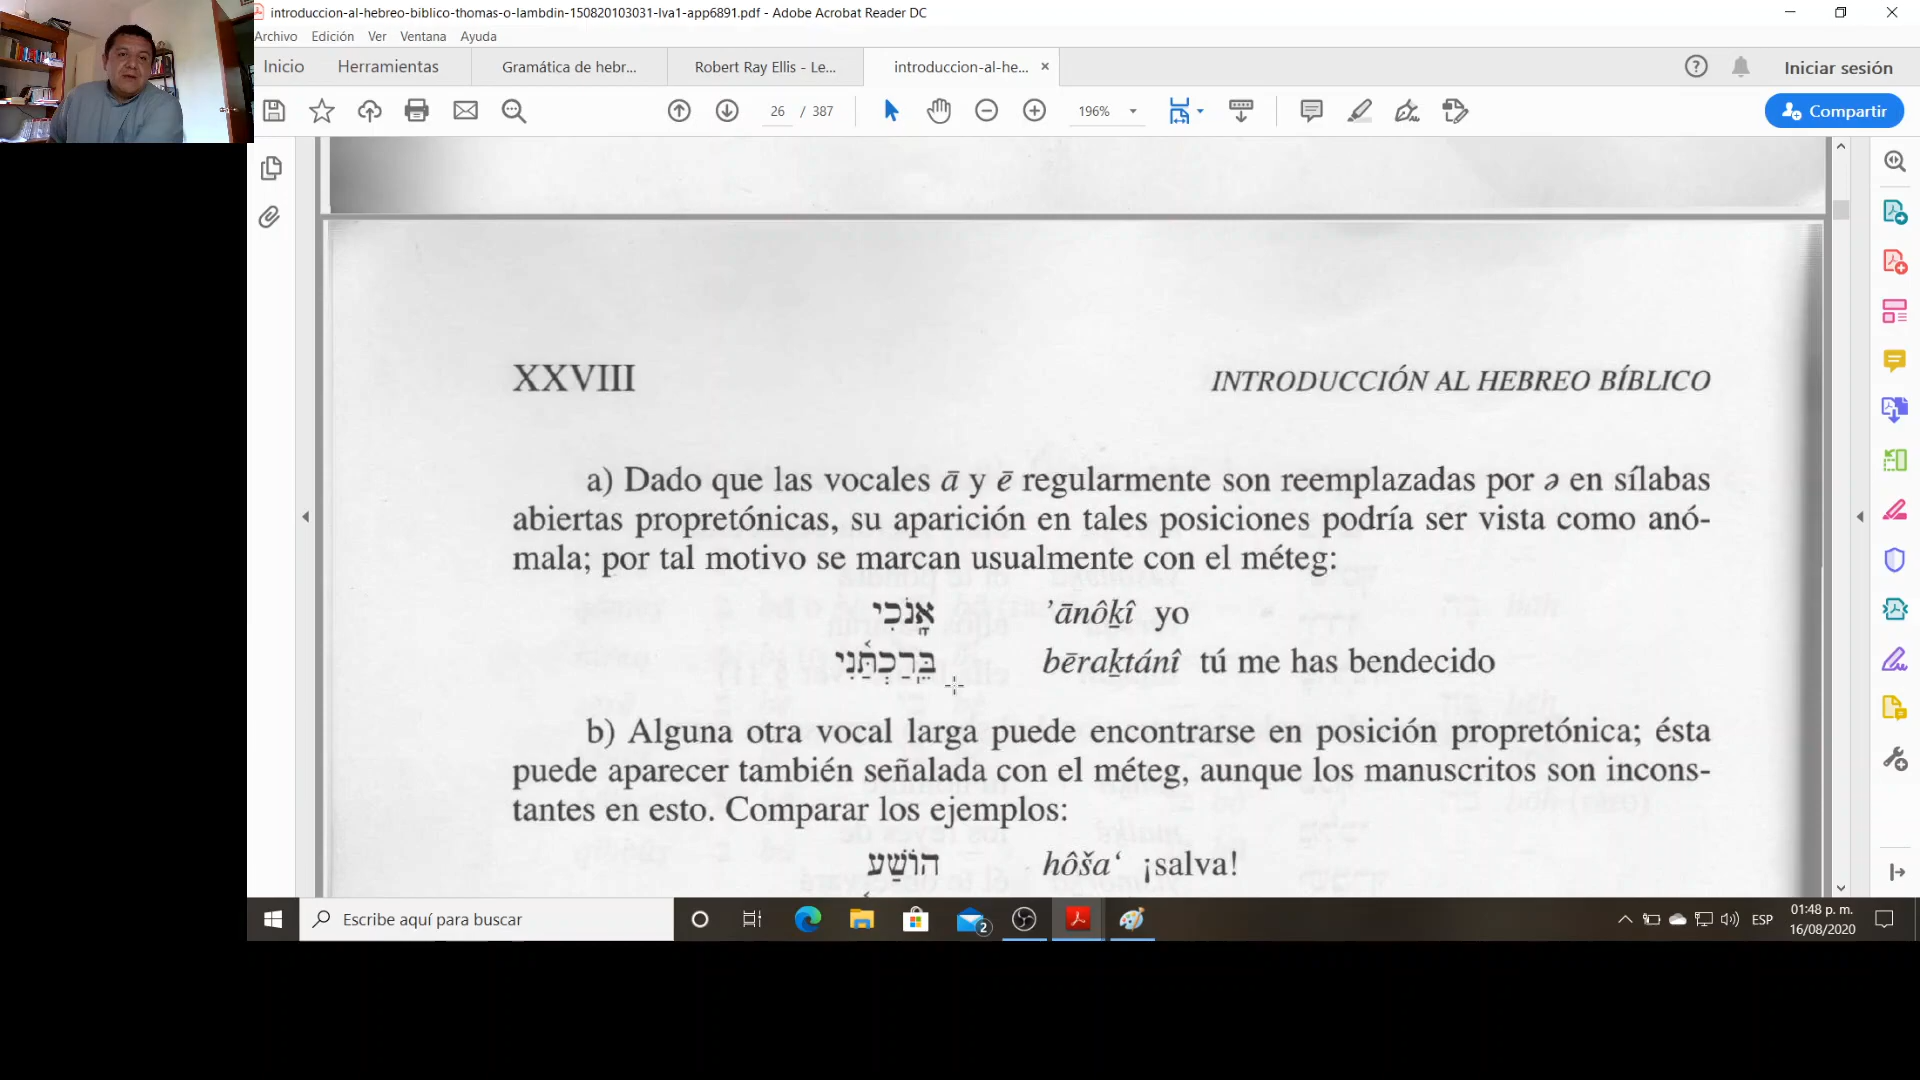 introduccion-al-hebreo-biblico-thomas-o-lambdin-150820103031-lva1-app6891.pdf - Adobe Acrobat Reader DC
Archivo Edición Ver Ventana Ayuda
Inicio Herramientas Gramática de hebr... Robert Ray Ellis - Le... introduccion-al-he... × Iniciar sesión
26 / 387 196% Compartir
XXVIII INTRODUCCIÓN AL HEBREO BÍBLICO
a) Dado que las vocales ā y ē regularmente son reemplazadas por ə en sílabas
abiertas propretónicas, su aparición en tales posiciones podría ser vista como anó-
mala; por tal motivo se marcan usualmente con el méteg:
אָֽנֹכִי ’ānôḵî yo
בֵּֽרַכְתַּ֫נִי bēraḵtánî tú me has bendecido
b) Alguna otra vocal larga puede encontrarse en posición propretónica; ésta
puede aparecer también señalada con el méteg, aunque los manuscritos son incons-
tantes en esto. Comparar los ejemplos:
הוֹשַׁע hôšaʻ ¡salva!
Escribe aquí para buscar 2 ESP 01:48 p. m.
16/08/2020